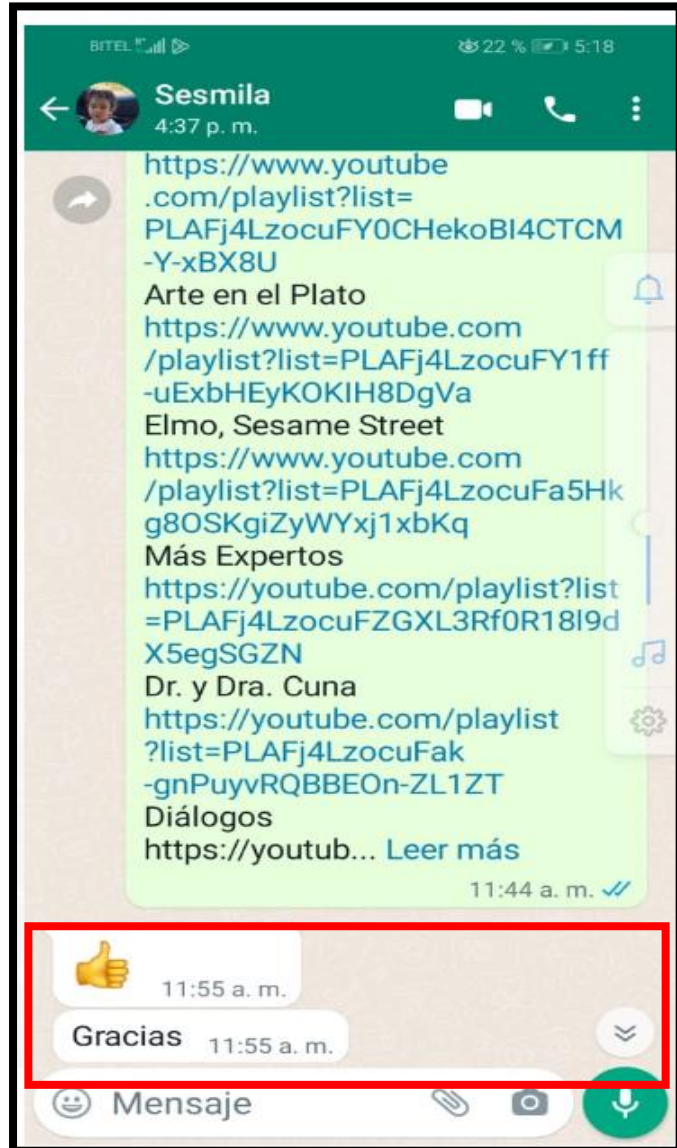 BITEL 22 % 5:18
Sesmila
4:37 p. m.
https://www.youtube
.com/playlist?list=
PLAFj4LzocuFY0CHekoBI4CTCM
-Y-xBX8U
Arte en el Plato
https://www.youtube.com
/playlist?list=PLAFj4LzocuFY1ff
-uExbHEyKOKIH8DgVa
Elmo, Sesame Street
https://www.youtube.com
/playlist?list=PLAFj4LzocuFa5Hk
g8OSKgiZyWYxj1xbKq
Más Expertos
https://youtube.com/playlist?list
=PLAFj4LzocuFZGXL3Rf0R18l9d
X5egSGZN
Dr. y Dra. Cuna
https://youtube.com/playlist
?list=PLAFj4LzocuFak
-gnPuyvRQBBEOn-ZL1ZT
Diálogos
https://youtub... Leer más
11:44 a. m.
11:55 a. m.
Gracias 11:55 a. m.
Mensaje